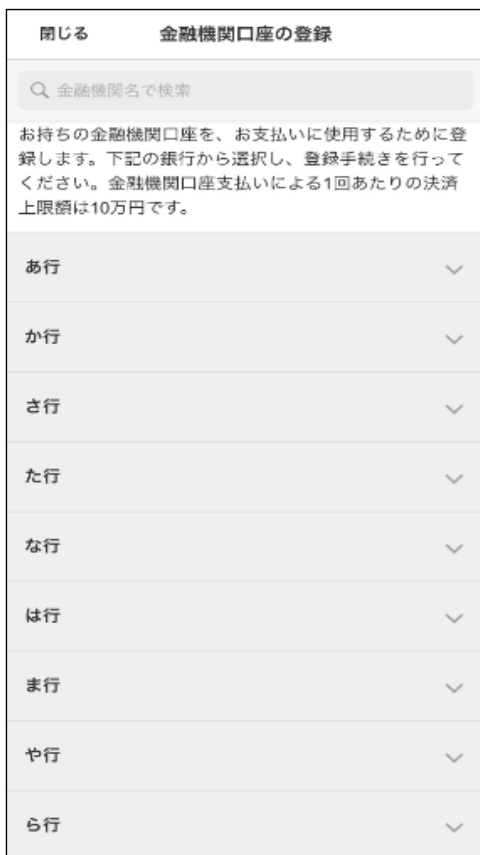 閉じる 金融機関口座の登録
金融機関名で検索
お持ちの金融機関口座を、お支払いに使用するために登
録します。下記の銀行から選択し、登録手続きを行って
ください。金融機関口座支払いによる1回あたりの決済
上限額は10万円です。
あ行
か行
さ行
た行
な行
は行
ま行
や行
ら行